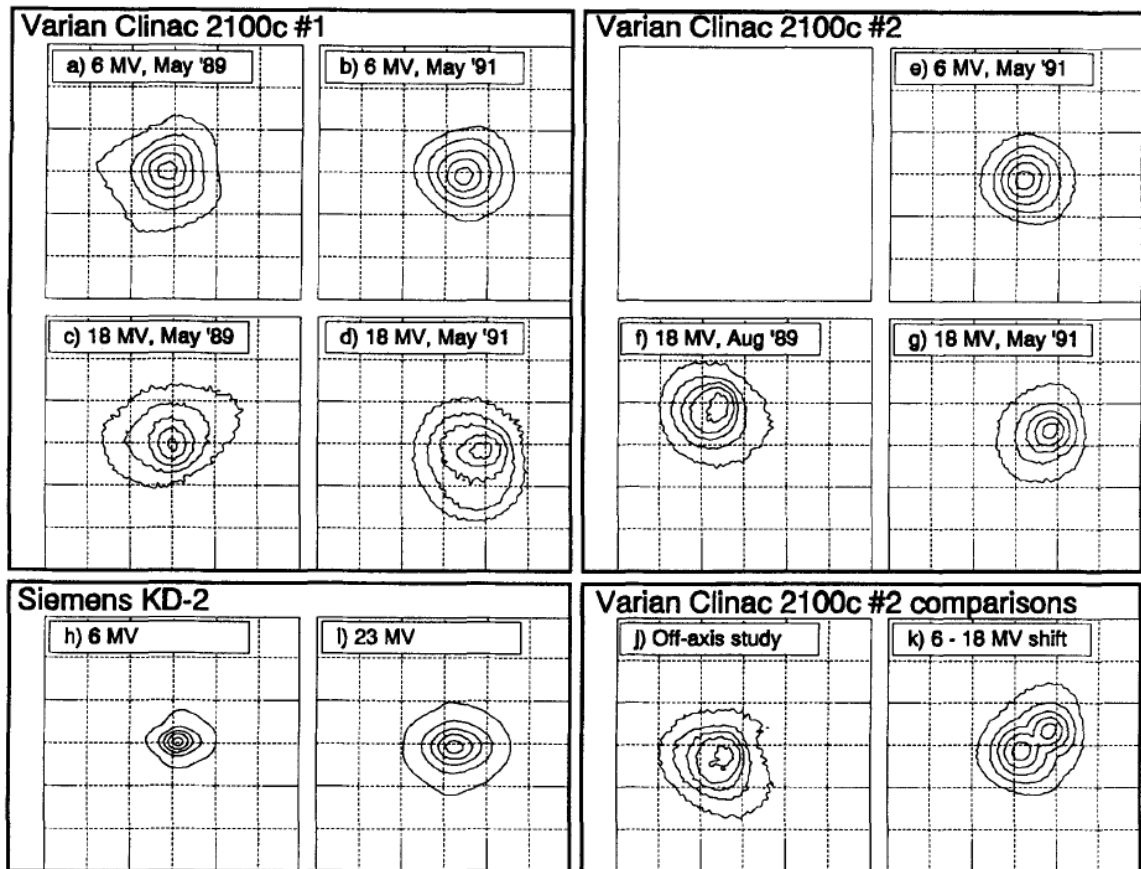 Varian Clinac 2100c #1
a) 6 MV, May '89
b) 6 MV, May '91
c) 18 MV, May '89
d) 18 MV, May '91
Varian Clinac 2100c #2
e) 6 MV, May '91
f) 18 MV, Aug '89
g) 18 MV, May '91
Siemens KD-2
h) 6 MV
i) 23 MV
Varian Clinac 2100c #2 comparisons
j) Off-axis study
k) 6 - 18 MV shift